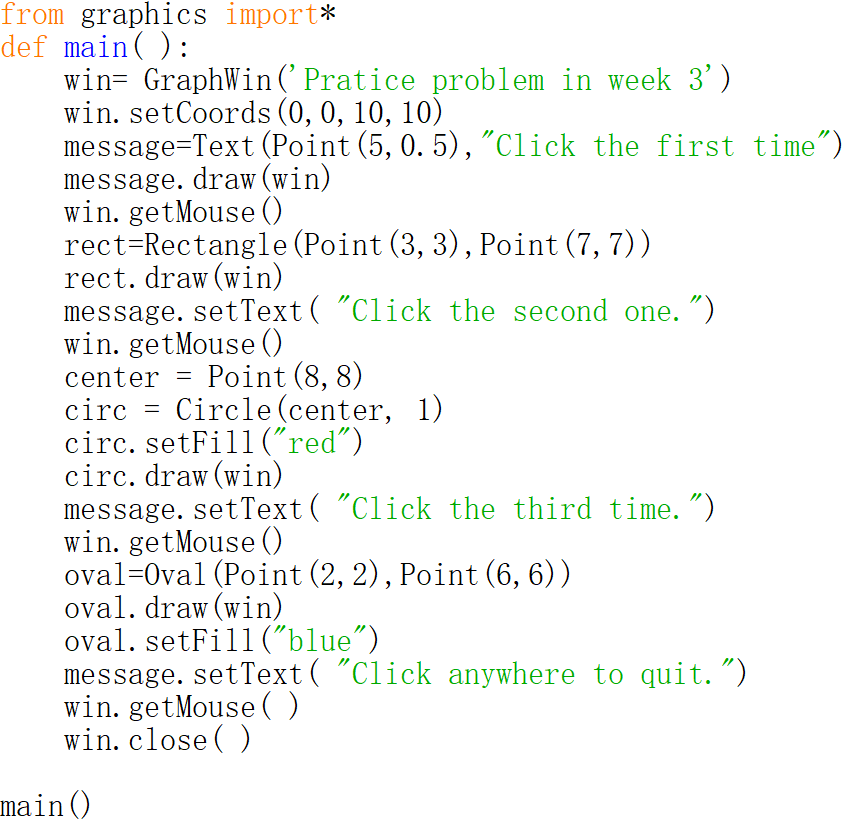 from graphics import*
def main( ):
    win= GraphWin('Pratice problem in week 3')
    win.setCoords(0,0,10,10)
    message=Text(Point(5,0.5),"Click the first time")
    message.draw(win)
    win.getMouse()
    rect=Rectangle(Point(3,3),Point(7,7))
    rect.draw(win)
    message.setText( "Click the second one.")
    win.getMouse()
    center = Point(8,8)
    circ = Circle(center, 1)
    circ.setFill("red")
    circ.draw(win)
    message.setText( "Click the third time.")
    win.getMouse()
    oval=Oval(Point(2,2),Point(6,6))
    oval.draw(win)
    oval.setFill("blue")
    message.setText( "Click anywhere to quit.")
    win.getMouse( )
    win.close( )

main()